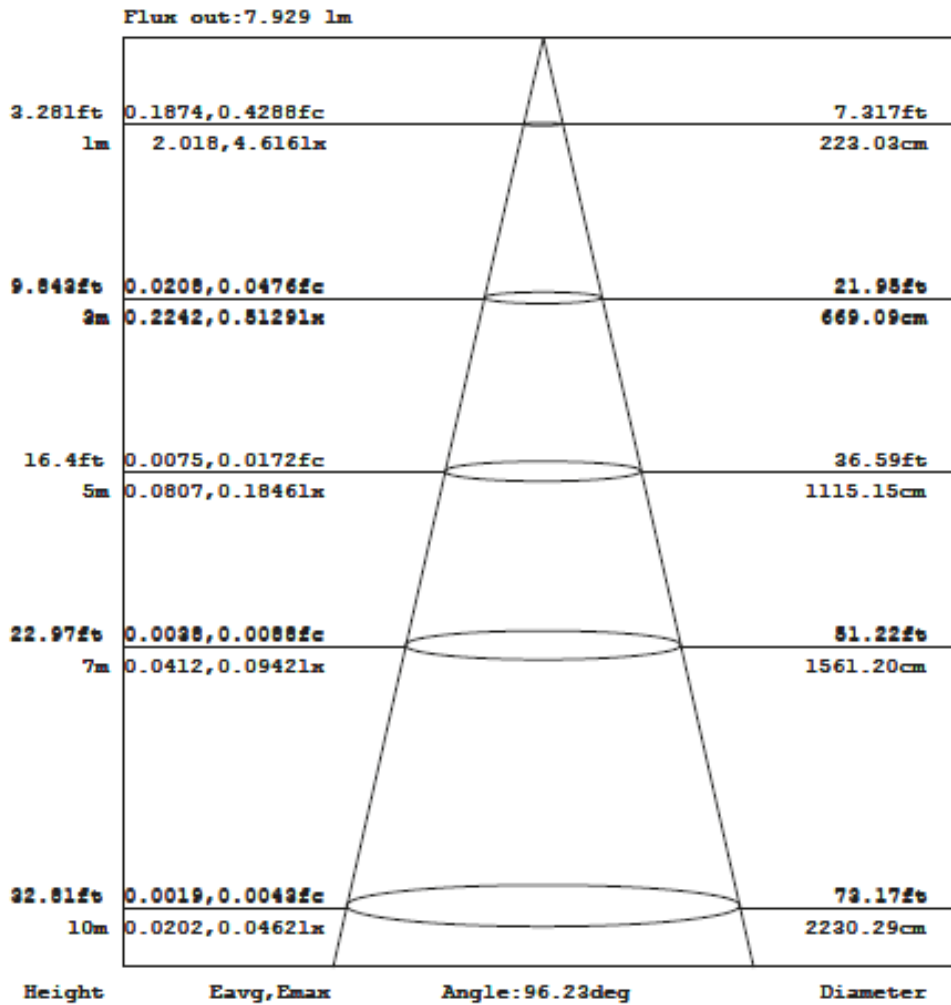 Flux out:7.929 lm
3.281ft 0.1874,0.4288fc 7.317ft
1m 2.018,4.616lx 223.03cm
9.843ft 0.0208,0.0476fc 21.95ft
3m 0.2242,0.5129lx 669.09cm
16.4ft 0.0075,0.0172fc 36.59ft
5m 0.0807,0.1846lx 1115.15cm
22.97ft 0.0038,0.0088fc 51.22ft
7m 0.0412,0.0942lx 1561.20cm
32.81ft 0.0019,0.0043fc 73.17ft
10m 0.0202,0.0462lx 2230.29cm
Height Eavg,Emax Angle:96.23deg Diameter